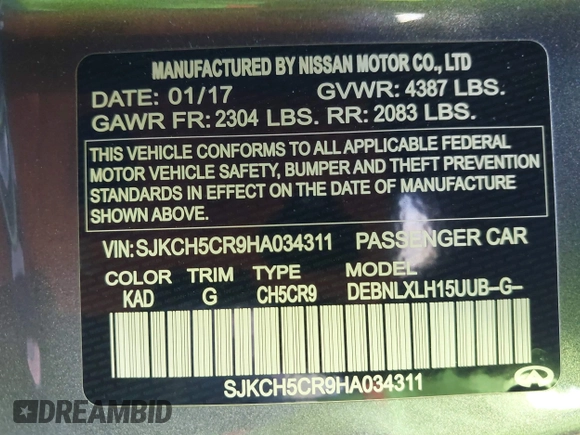 MANUFACTURED BY NISSAN MOTOR CO., LTD
DATE: 01/17 GVWR: 4387 LBS.
GAWR FR: 2304 LBS. RR: 2083 LBS.
THIS VEHICLE CONFORMS TO ALL APPLICABLE FEDERAL
MOTOR VEHICLE SAFETY, BUMPER AND THEFT PREVENTION
STANDARDS IN EFFECT ON THE DATE OF MANUFACTURE
SHOWN ABOVE.
VIN: SJKCH5CR9HA034311 PASSENGER CAR
COLOR TRIM TYPE MODEL
KAD G CH5CR9 DEBNLXLH15UUB-G-
SJKCH5CR9HA034311
DREAMBID